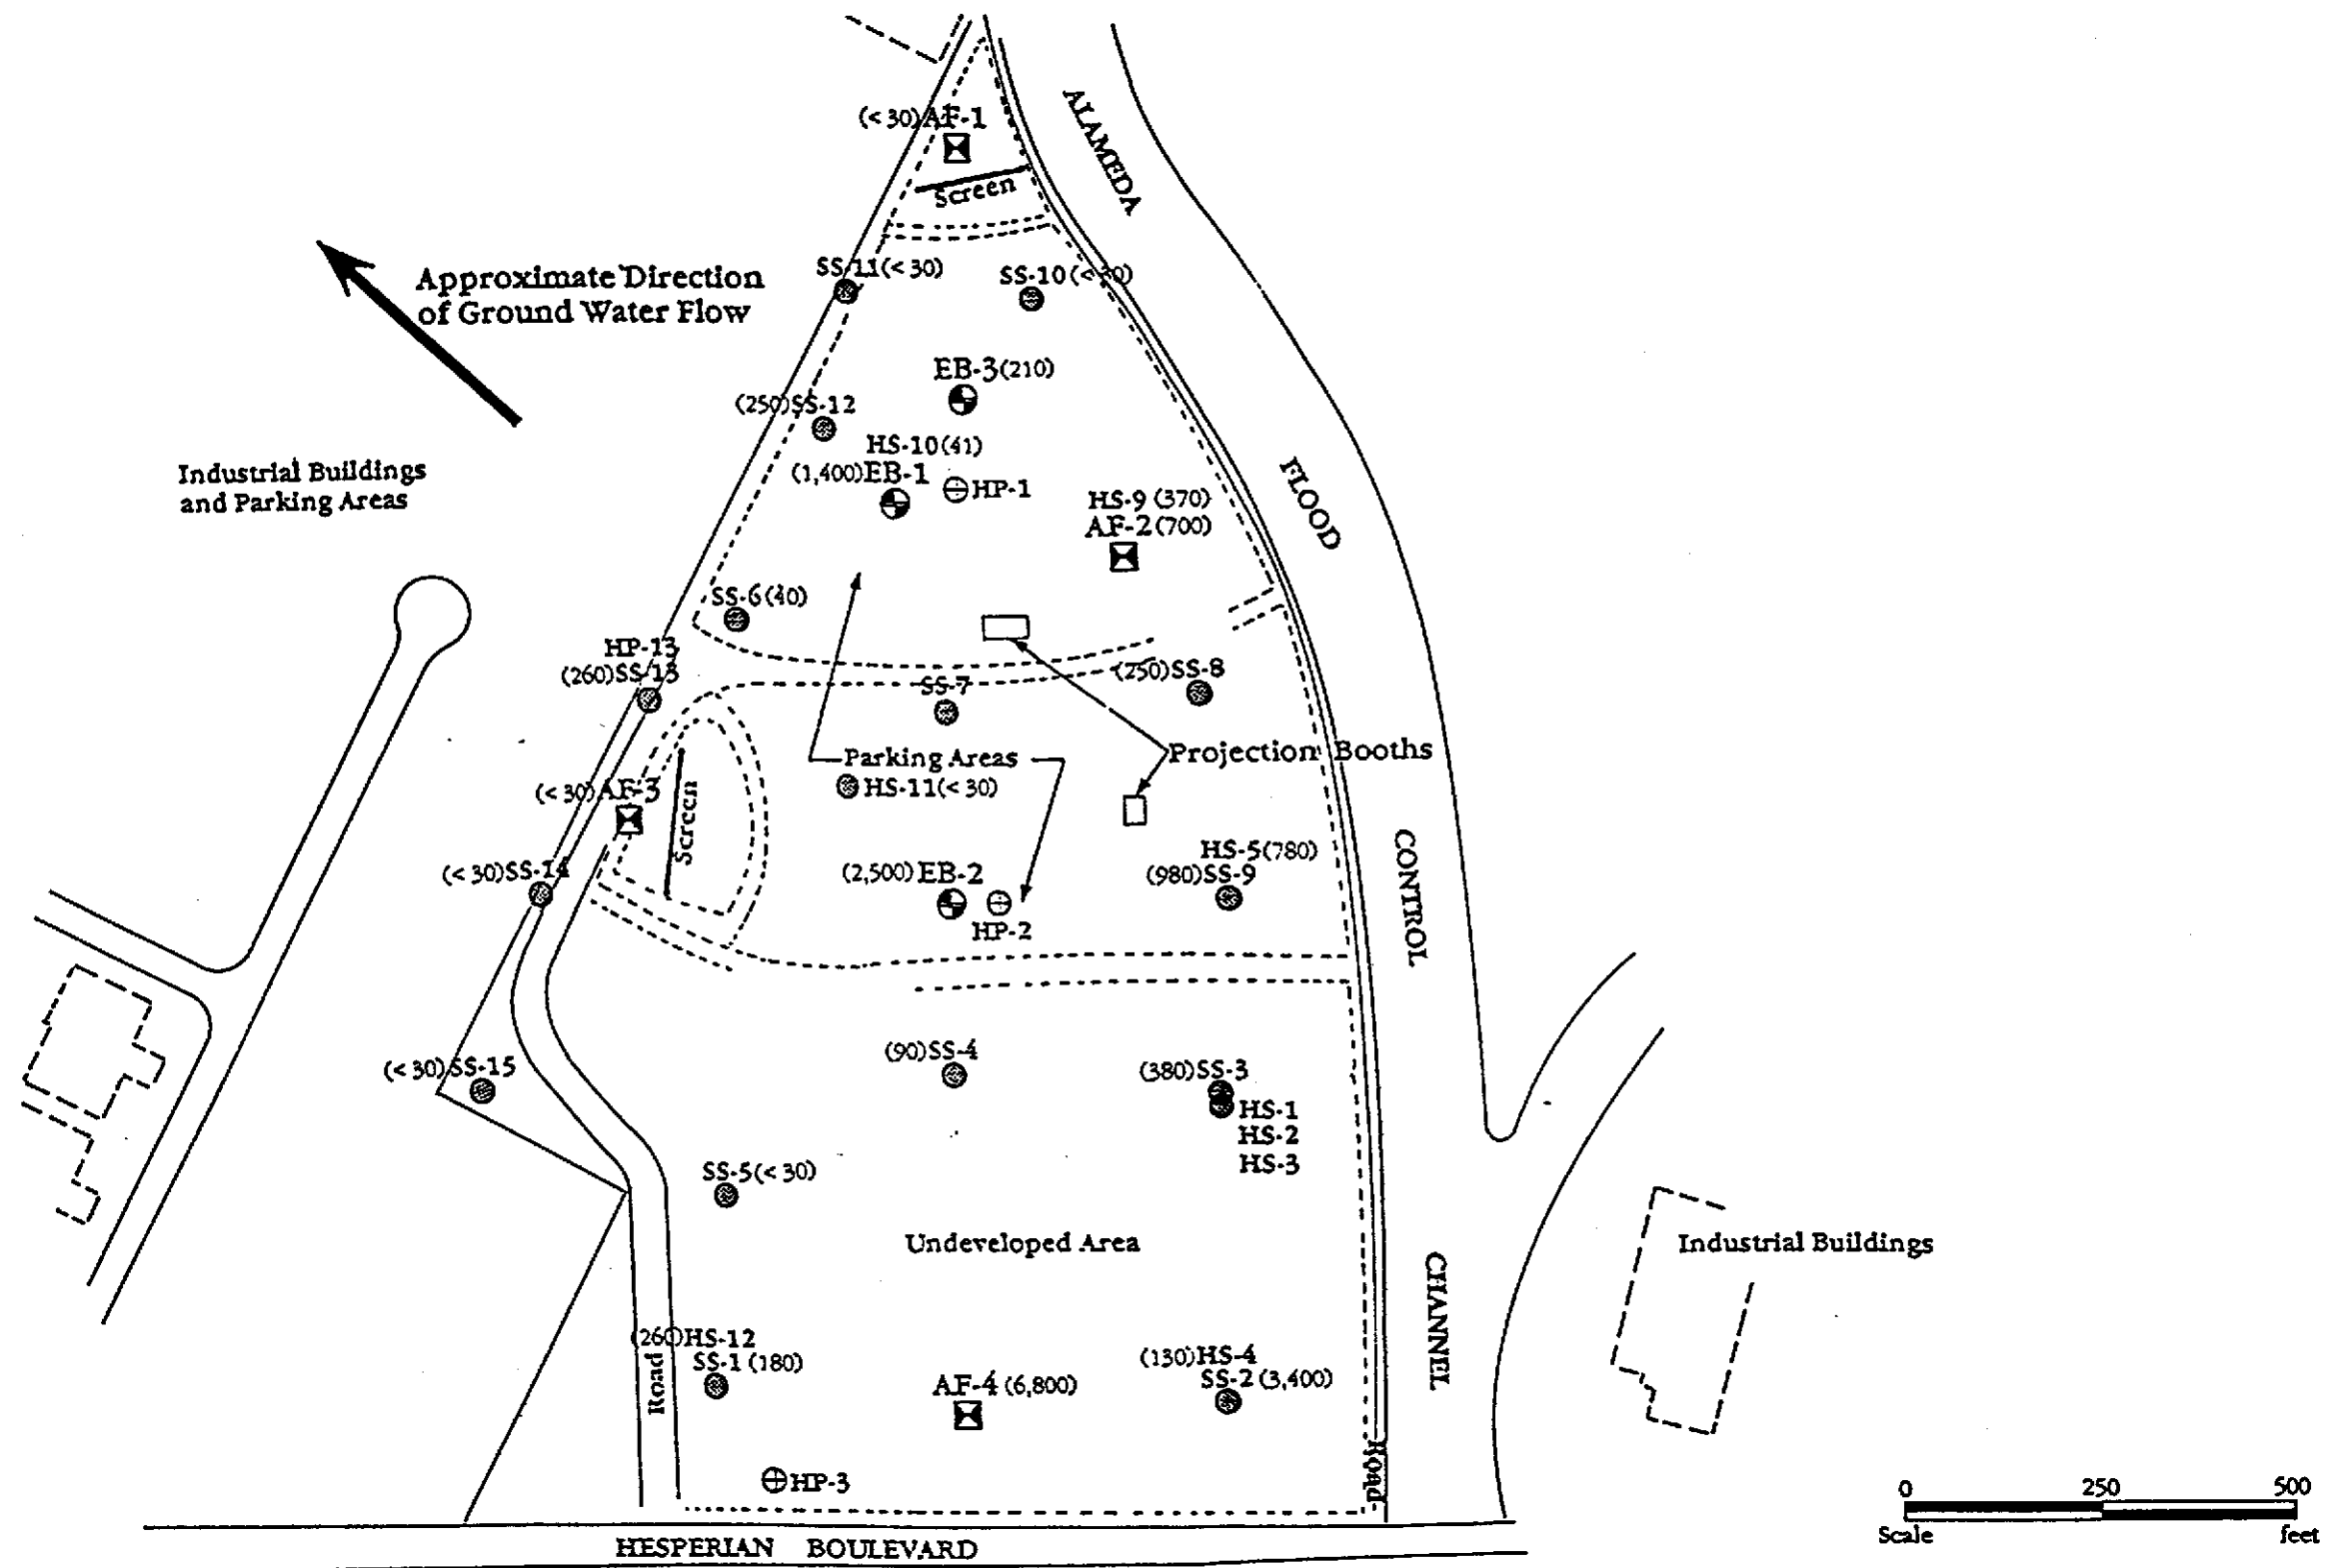 (<30)AF-1
Screen
ALAMEDA
SS-11(<30)
SS-10(<30)
Approximate Direction
of Ground Water Flow
EB-3(210)
(250)SS-12
HS-10(41)
(1,400)EB-1
HP-1
Industrial Buildings
and Parking Areas
HS-9 (370)
AF-2(700)
FLOOD
SS-6(40)
HP-13
(260)SS-13
(250)SS-8
SS-7
Parking Areas
Projection Booths
HS-11(<30)
(<30)AF-3
Screen
CONTROL
HS-5(780)
(980)SS-9
(<30)SS-14
(2,500)EB-2
HP-2
(90)SS-4
(<30)SS-15
(380)SS-3
HS-1
HS-2
HS-3
SS-5(<30)
Undeveloped Area
Industrial Buildings
CHANNEL
(260)HS-12
SS-1(180)
Road
(130)HS-4
SS-2(3,400)
AF-4(6,800)
HP-3
Road
0 250 500
Scale feet
HESPERIAN BOULEVARD